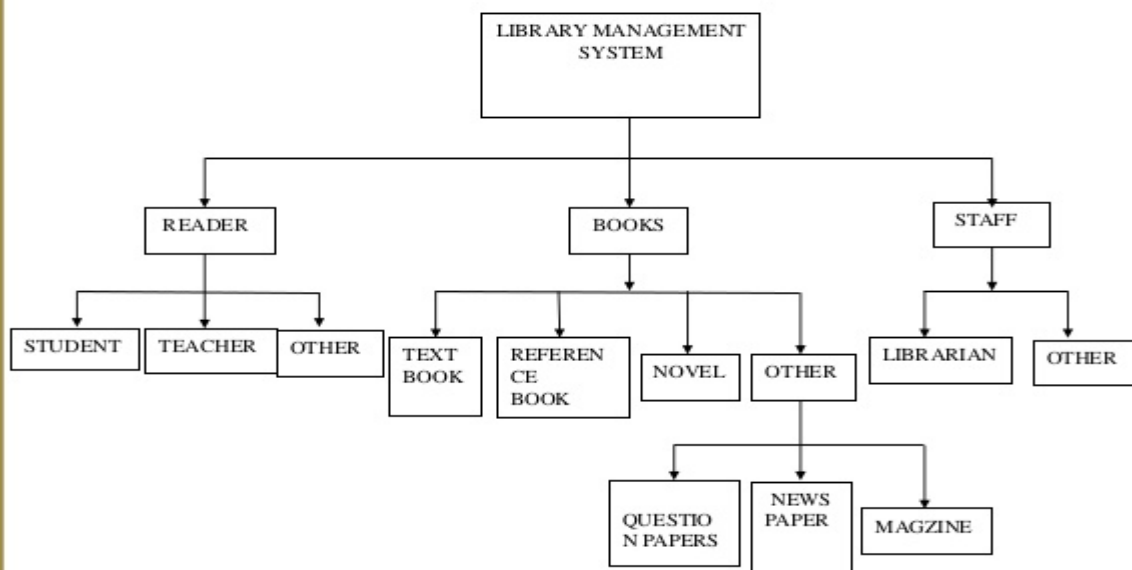 LIBRARY MANAGEMENT
SYSTEM
READER
BOOKS
STAFF
STUDENT
TEACHER
OTHER
TEXT
BOOK
REFEREN
CE
BOOK
NOVEL
OTHER
LIBRARIAN
OTHER
QUESTIO
N PAPERS
NEWS
PAPER
MAGZINE